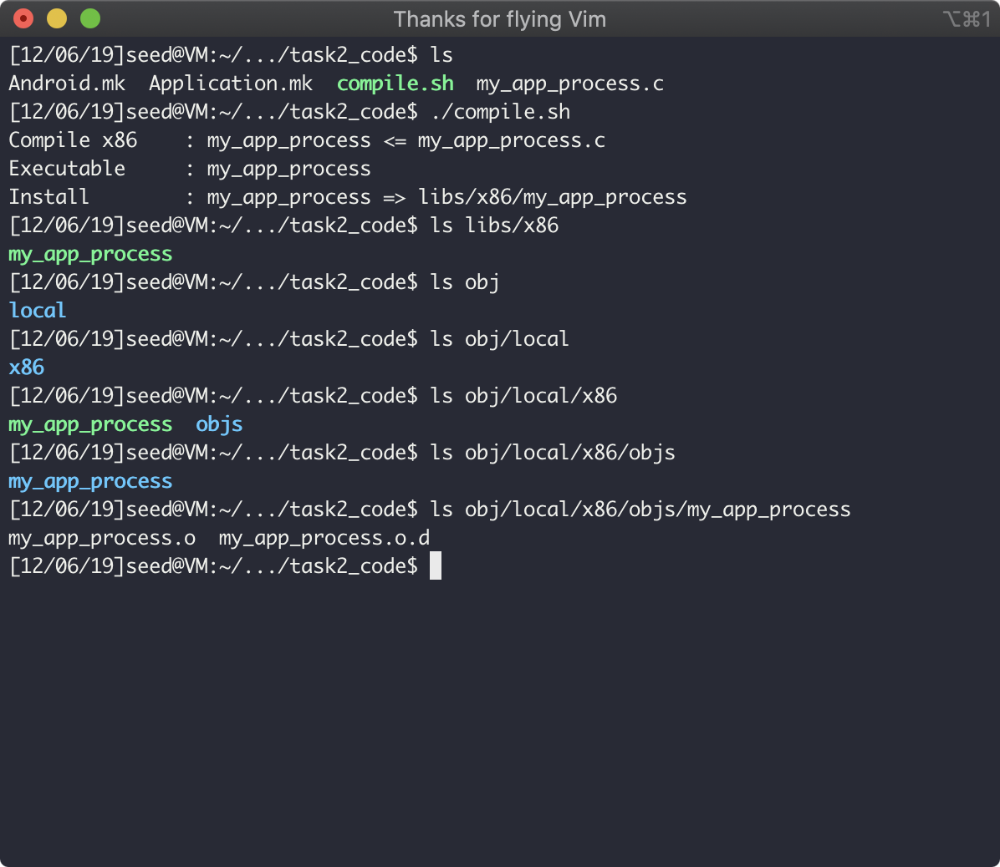 Thanks for flying Vim
⌥⌘1
[12/06/19]seed@VM:~/.../task2_code$ ls
Android.mk  Application.mk  compile.sh  my_app_process.c
[12/06/19]seed@VM:~/.../task2_code$ ./compile.sh
Compile x86    : my_app_process <= my_app_process.c
Executable     : my_app_process
Install        : my_app_process => libs/x86/my_app_process
[12/06/19]seed@VM:~/.../task2_code$ ls libs/x86
my_app_process
[12/06/19]seed@VM:~/.../task2_code$ ls obj
local
[12/06/19]seed@VM:~/.../task2_code$ ls obj/local
x86
[12/06/19]seed@VM:~/.../task2_code$ ls obj/local/x86
my_app_process  objs
[12/06/19]seed@VM:~/.../task2_code$ ls obj/local/x86/objs
my_app_process
[12/06/19]seed@VM:~/.../task2_code$ ls obj/local/x86/objs/my_app_process
my_app_process.o  my_app_process.o.d
[12/06/19]seed@VM:~/.../task2_code$